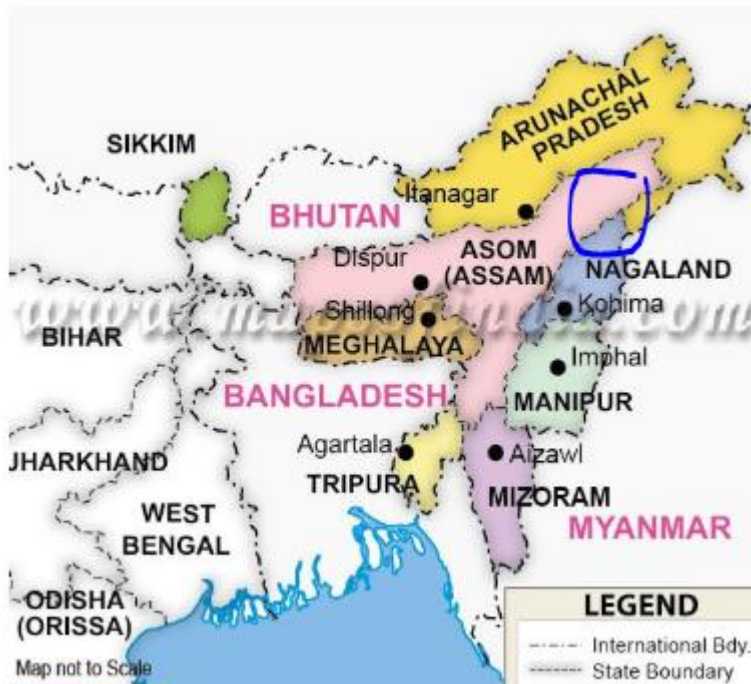 ARUNACHAL
PRADESH
SIKKIM
Itanagar
BHUTAN
ASOM
(ASSAM)
Dispur
NAGALAND
Shillong
Kohima
BIHAR
MEGHALAYA
Imphal
BANGLADESH
MANIPUR
Agartala
Aizawl
JHARKHAND
TRIPURA
MIZORAM
WEST
BENGAL
MYANMAR
ODISHA
(ORISSA)
LEGEND
International Bdy.
State Boundary
Map not to Scale